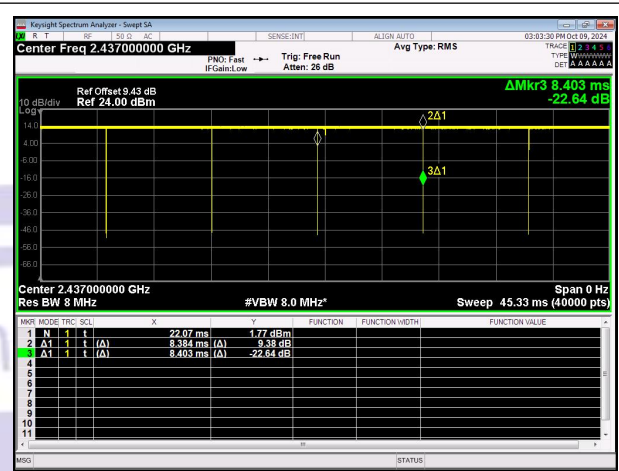 Keysight Spectrum Analyzer - Swept SA
LXI R T RF 50 Ω AC SENSE:INT ALIGN AUTO 03:03:30 PM Oct 09, 2024
Center Freq 2.437000000 GHz Avg Type: RMS TRACE 1 2 3 4 5 6
PNO: Fast Trig: Free Run TYPE WWWWWW
IFGain:Low Atten: 26 dB DET A A A A A A
ΔMkr3 8.403 ms
-22.64 dB
Ref Offset 9.43 dB
10 dB/div Ref 24.00 dBm
Log
14.0
4.00
-6.00
-16.0
-26.0
-36.0
-46.0
-56.0
-66.0
2Δ1
3Δ1
Center 2.437000000 GHz Span 0 Hz
Res BW 8 MHz #VBW 8.0 MHz* Sweep 45.33 ms (40000 pts)
MKR MODE TRC SCL X Y FUNCTION FUNCTION WIDTH FUNCTION VALUE
1 N 1 t 22.07 ms 1.77 dBm
2 Δ1 1 t (Δ) 8.384 ms (Δ) 9.38 dB
3 Δ1 1 t (Δ) 8.403 ms (Δ) -22.64 dB
4
5
6
7
8
9
10
11
MSG STATUS